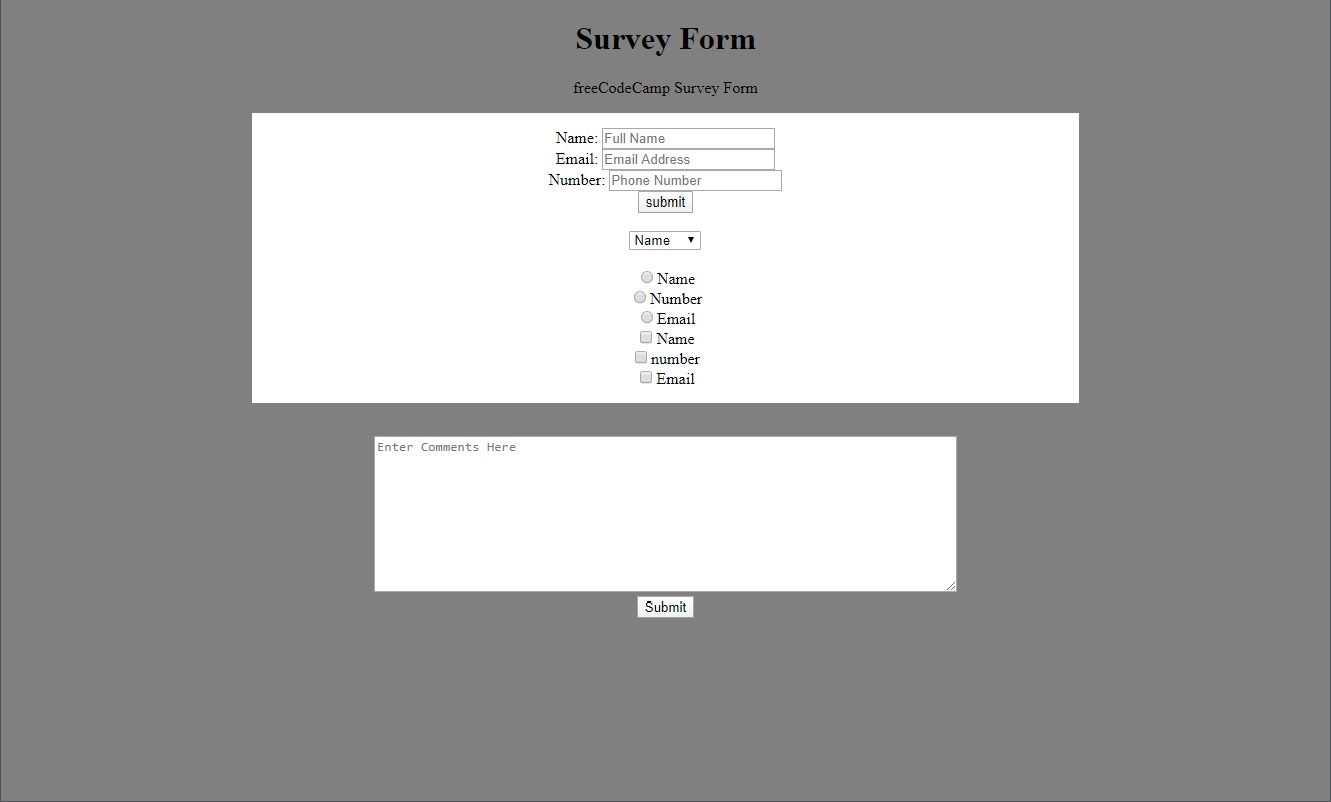 Survey Form
freeCodeCamp Survey Form
Name: Full Name
Email: Email Address
Number: Phone Number
submit
Name
Name
Number
Email
Name
number
Email
Enter Comments Here
Submit